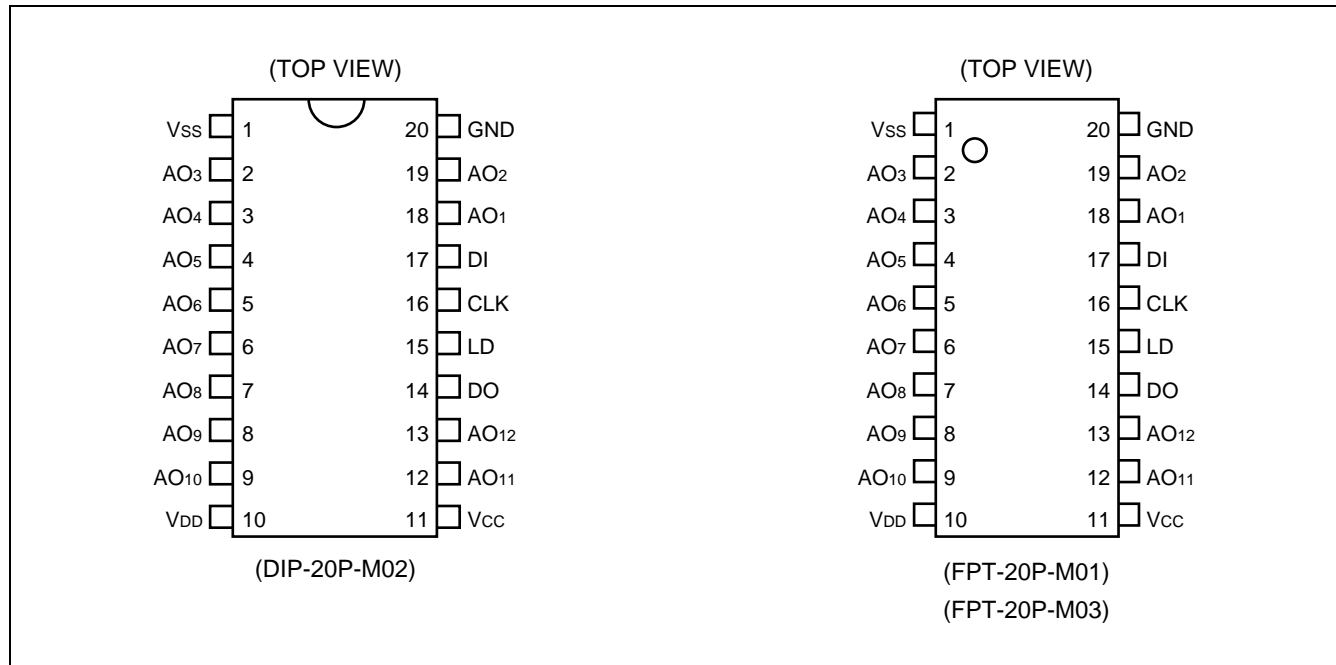 (TOP VIEW)
VSS 1 20 GND
AO3 2 19 AO2
AO4 3 18 AO1
AO5 4 17 DI
AO6 5 16 CLK
AO7 6 15 LD
AO8 7 14 DO
AO9 8 13 AO12
AO10 9 12 AO11
VDD 10 11 VCC
(DIP-20P-M02)
(TOP VIEW)
VSS 1 20 GND
AO3 2 19 AO2
AO4 3 18 AO1
AO5 4 17 DI
AO6 5 16 CLK
AO7 6 15 LD
AO8 7 14 DO
AO9 8 13 AO12
AO10 9 12 AO11
VDD 10 11 VCC
(FPT-20P-M01)
(FPT-20P-M03)